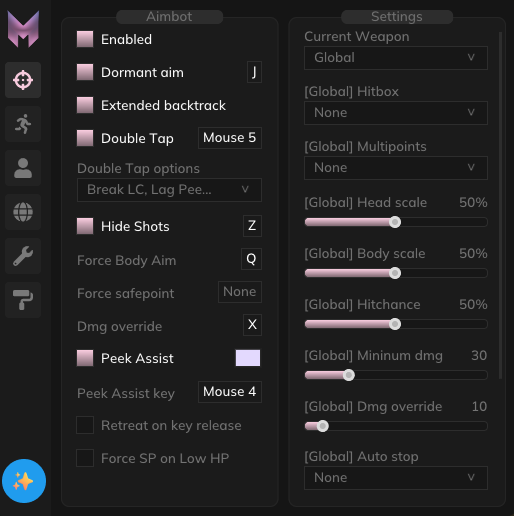 Aimbot
Enabled
Dormant aim J
Extended backtrack
Double Tap Mouse 5
Double Tap options
Break LC, Lag Pee...
Hide Shots Z
Force Body Aim Q
Force safepoint None
Dmg override X
Peek Assist
Peek Assist key Mouse 4
Retreat on key release
Force SP on Low HP
Settings
Current Weapon
Global
[Global] Hitbox
None
[Global] Multipoints
None
[Global] Head scale 50%
[Global] Body scale 50%
[Global] Hitchance 50%
[Global] Mininum dmg 30
[Global] Dmg override 10
[Global] Auto stop
None